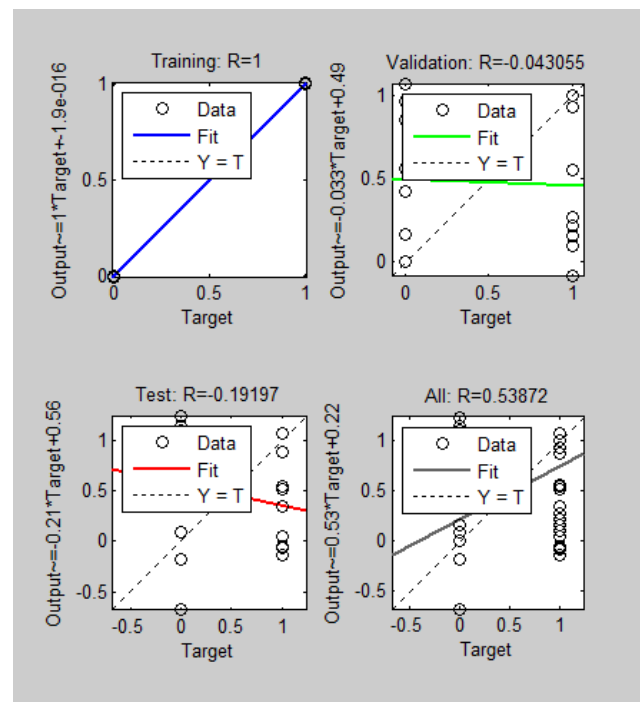 Training: R=1
Output~=1*Target+-1.9e-016
1
0.5
0
Data
Fit
Y = T
0
0.5
1
Target
Validation: R=-0.043055
Output~=-0.033*Target+0.49
1
0.5
0
Data
Fit
Y = T
0
0.5
1
Target
Test: R=-0.19197
Output~=-0.21*Target+0.56
1
0.5
0
-0.5
Data
Fit
Y = T
-0.5
0
0.5
1
Target
All: R=0.53872
Output~=0.53*Target+0.22
1
0.5
0
-0.5
Data
Fit
Y = T
-0.5
0
0.5
1
Target